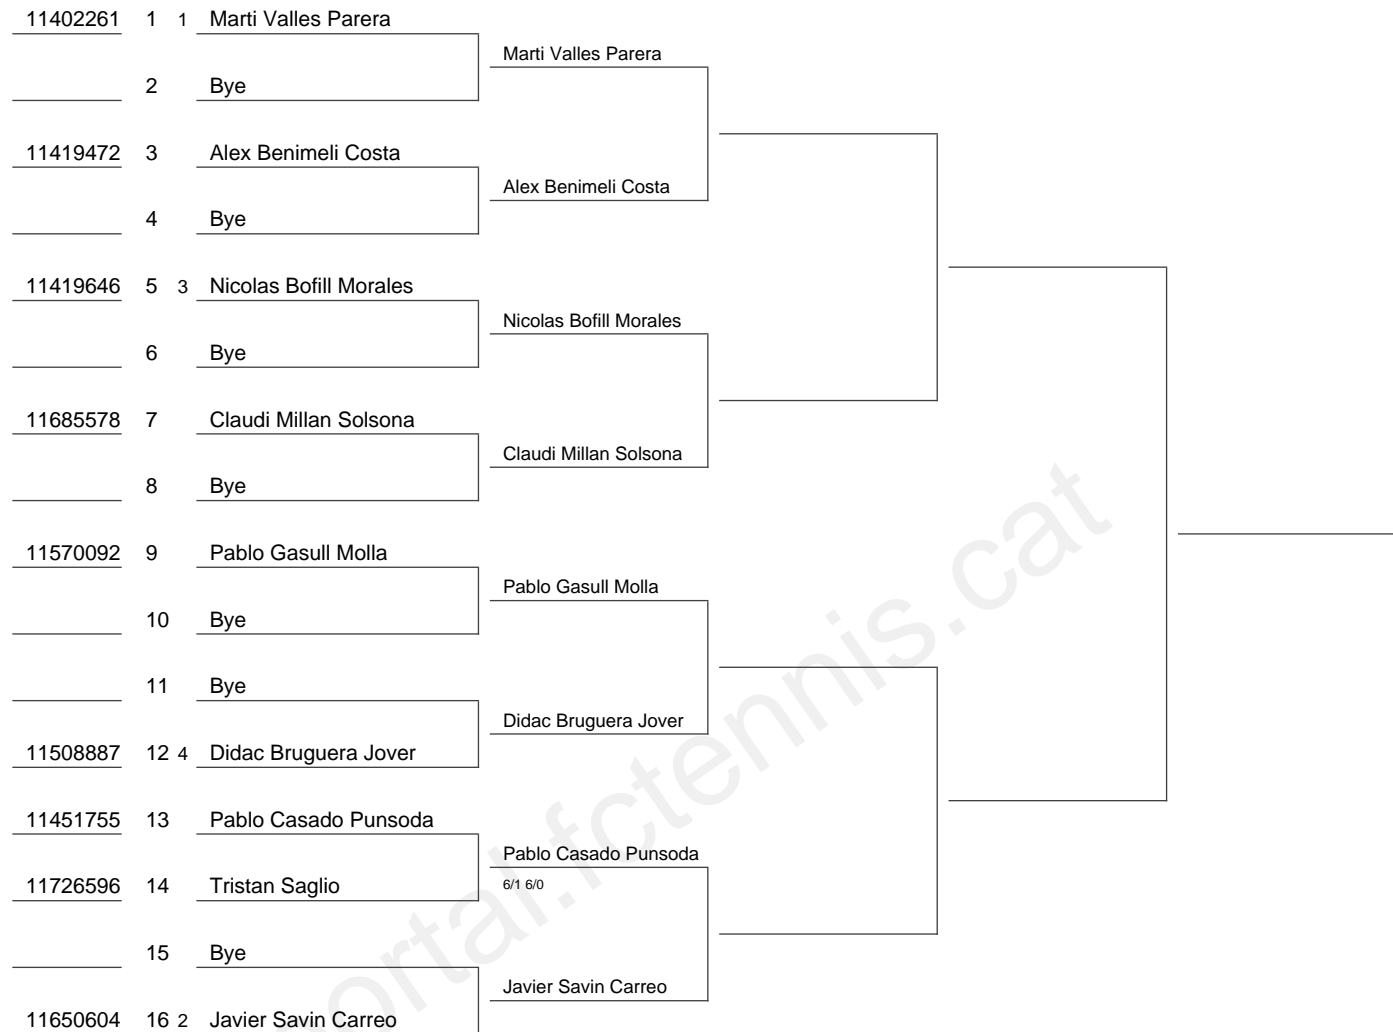 11402261 1 1 Marti Valles Parera
Marti Valles Parera
2 Bye
11419472 3 Alex Benimeli Costa
Alex Benimeli Costa
4 Bye
11419646 5 3 Nicolas Bofill Morales
Nicolas Bofill Morales
6 Bye
11685578 7 Claudi Millan Solsona
Claudi Millan Solsona
8 Bye
11570092 9 Pablo Gasull Molla
Pablo Gasull Molla
10 Bye
11 Bye
Didac Bruguera Jover
11508887 12 4 Didac Bruguera Jover
11451755 13 Pablo Casado Punsoda
Pablo Casado Punsoda
11726596 14 Tristan Saglio
6/1 6/0
15 Bye
Javier Savin Carreo
11650604 16 2 Javier Savin Carreo
ortal.fctennis.cat